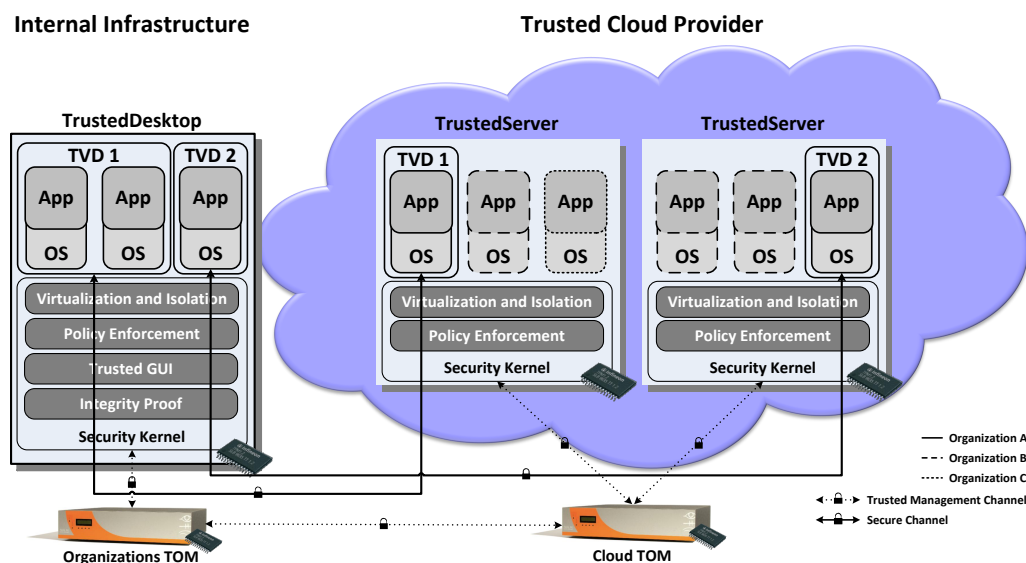 Internal Infrastructure
Trusted Cloud Provider
TrustedDesktop
TVD 1
TVD 2
App
App
App
OS
OS
OS
Virtualization and Isolation
Policy Enforcement
Trusted GUI
Integrity Proof
Security Kernel
TrustedServer
TVD 1
App
App
App
OS
OS
OS
Virtualization and Isolation
Policy Enforcement
Security Kernel
TrustedServer
TVD 2
App
App
App
OS
OS
OS
Virtualization and Isolation
Policy Enforcement
Security Kernel
Organization A
Organization B
Organization C
Trusted Management Channel
Secure Channel
Organizations TOM
Cloud TOM